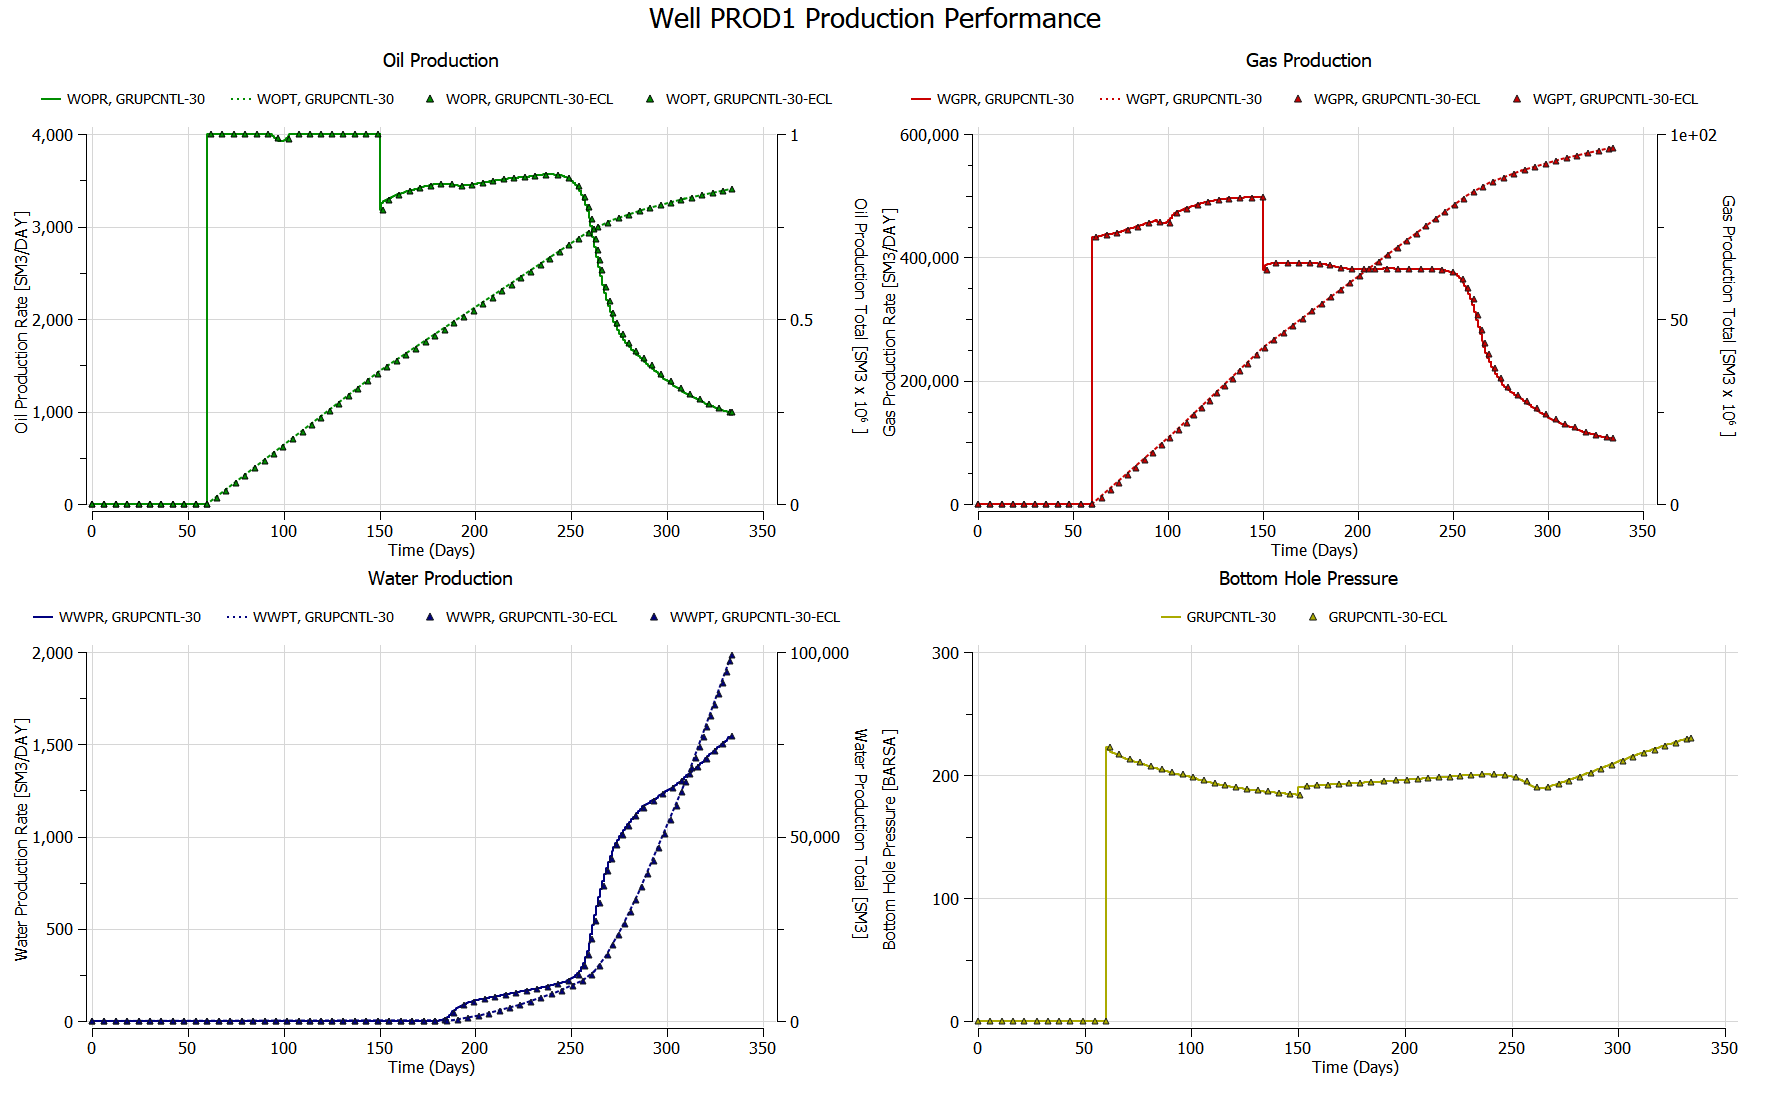 Well PROD1 Production Performance
Oil Production
WOPR, GRUPCNTL-30 WOPT, GRUPCNTL-30 WOPR, GRUPCNTL-30-ECL WOPT, GRUPCNTL-30-ECL
4,000
3,000
2,000
1,000
0
Oil Production Rate [SM3/DAY]
1
0.5
0
Oil Production Total [SM3 x 10⁶ ]
0 50 100 150 200 250 300 350
Time (Days)
Gas Production
WGPR, GRUPCNTL-30 WGPT, GRUPCNTL-30 WGPR, GRUPCNTL-30-ECL WGPT, GRUPCNTL-30-ECL
600,000
400,000
200,000
0
Gas Production Rate [SM3/DAY]
1e+02
50
0
Gas Production Total [SM3 x 10⁶ ]
0 50 100 150 200 250 300 350
Time (Days)
Water Production
WWPR, GRUPCNTL-30 WWPT, GRUPCNTL-30 WWPR, GRUPCNTL-30-ECL WWPT, GRUPCNTL-30-ECL
2,000
1,500
1,000
500
0
Water Production Rate [SM3/DAY]
100,000
50,000
0
Water Production Total [SM3]
0 50 100 150 200 250 300 350
Time (Days)
Bottom Hole Pressure
GRUPCNTL-30 GRUPCNTL-30-ECL
300
200
100
0
Bottom Hole Pressure [BARSA]
0 50 100 150 200 250 300 350
Time (Days)